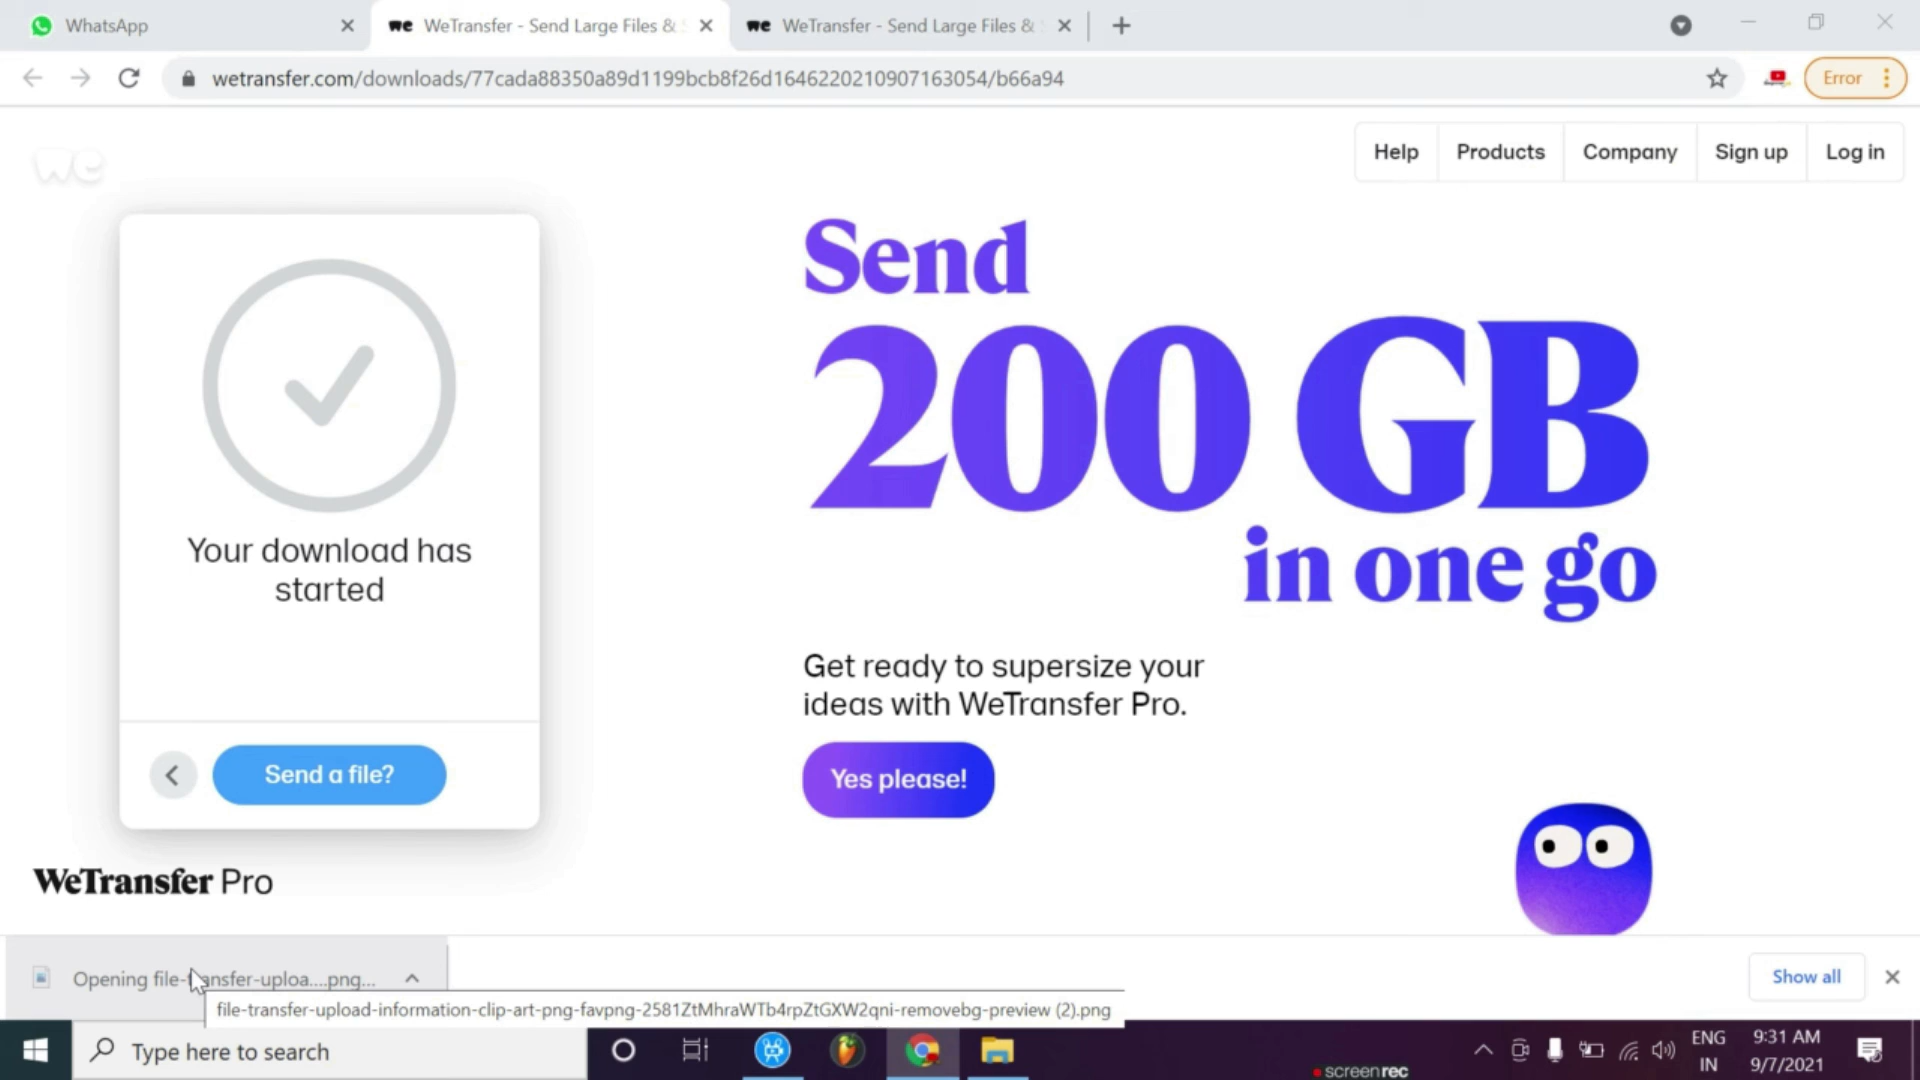 WhatsApp
WeTransfer - Send Large Files &
WeTransfer - Send Large Files &
wetransfer.com/downloads/77cada88350a89d1199bcb8f26d1646220210907163054/b66a94
Error
we
Help
Products
Company
Sign up
Log in
Your download has
started
Send a file?
Send
200 GB
in one go
Get ready to supersize your
ideas with WeTransfer Pro.
Yes please!
WeTransfer Pro
Opening file-transfer-uploa....png...
Show all
file-transfer-upload-information-clip-art-png-favpng-2581ZtMhraWTb4rpZtGXW2qni-removebg-preview (2).png
Type here to search
screenrec
ENG
IN
9:31 AM
9/7/2021